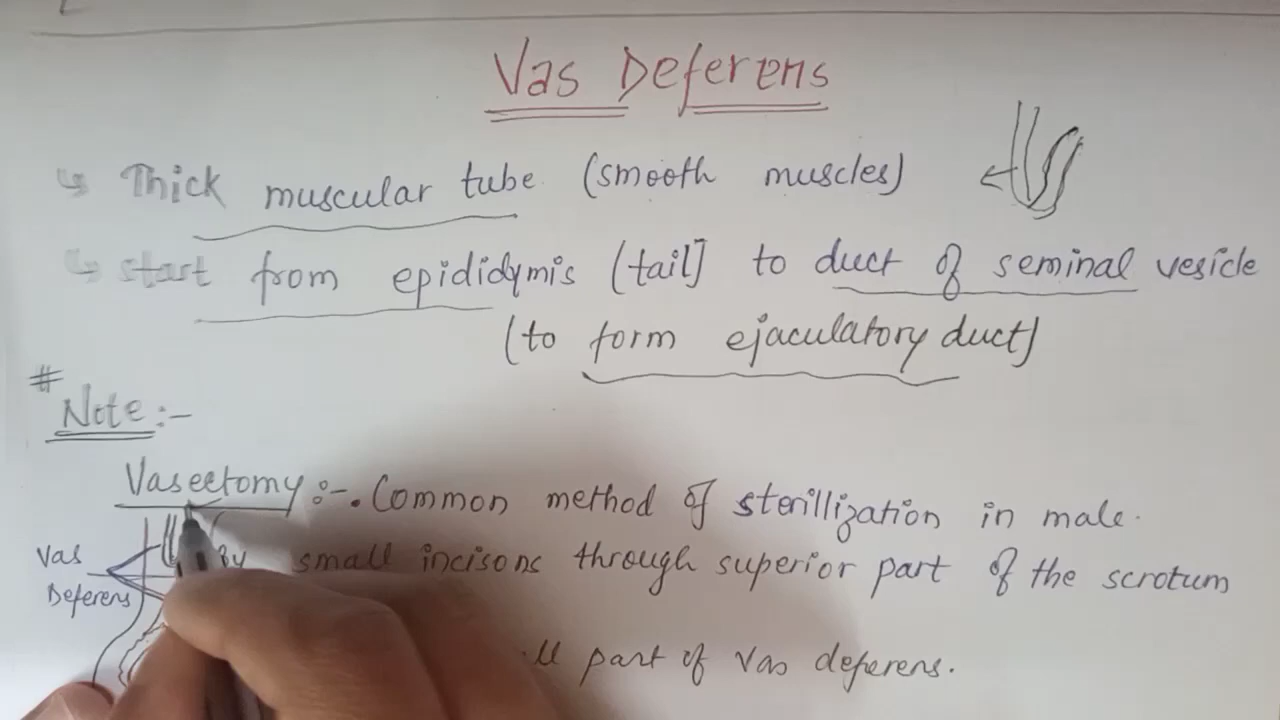 Vas Deferens
↳ Thick muscular tube (smooth muscles)
↳ start from epididymis (tail] to duct of seminal vesicle
(to form ejaculatory duct)
# Note:-
Vasectomy :-. Common method of sterillization in male.
By small incisons through superior part of the scrotum
part of vas deferens.
Vas
Deferens